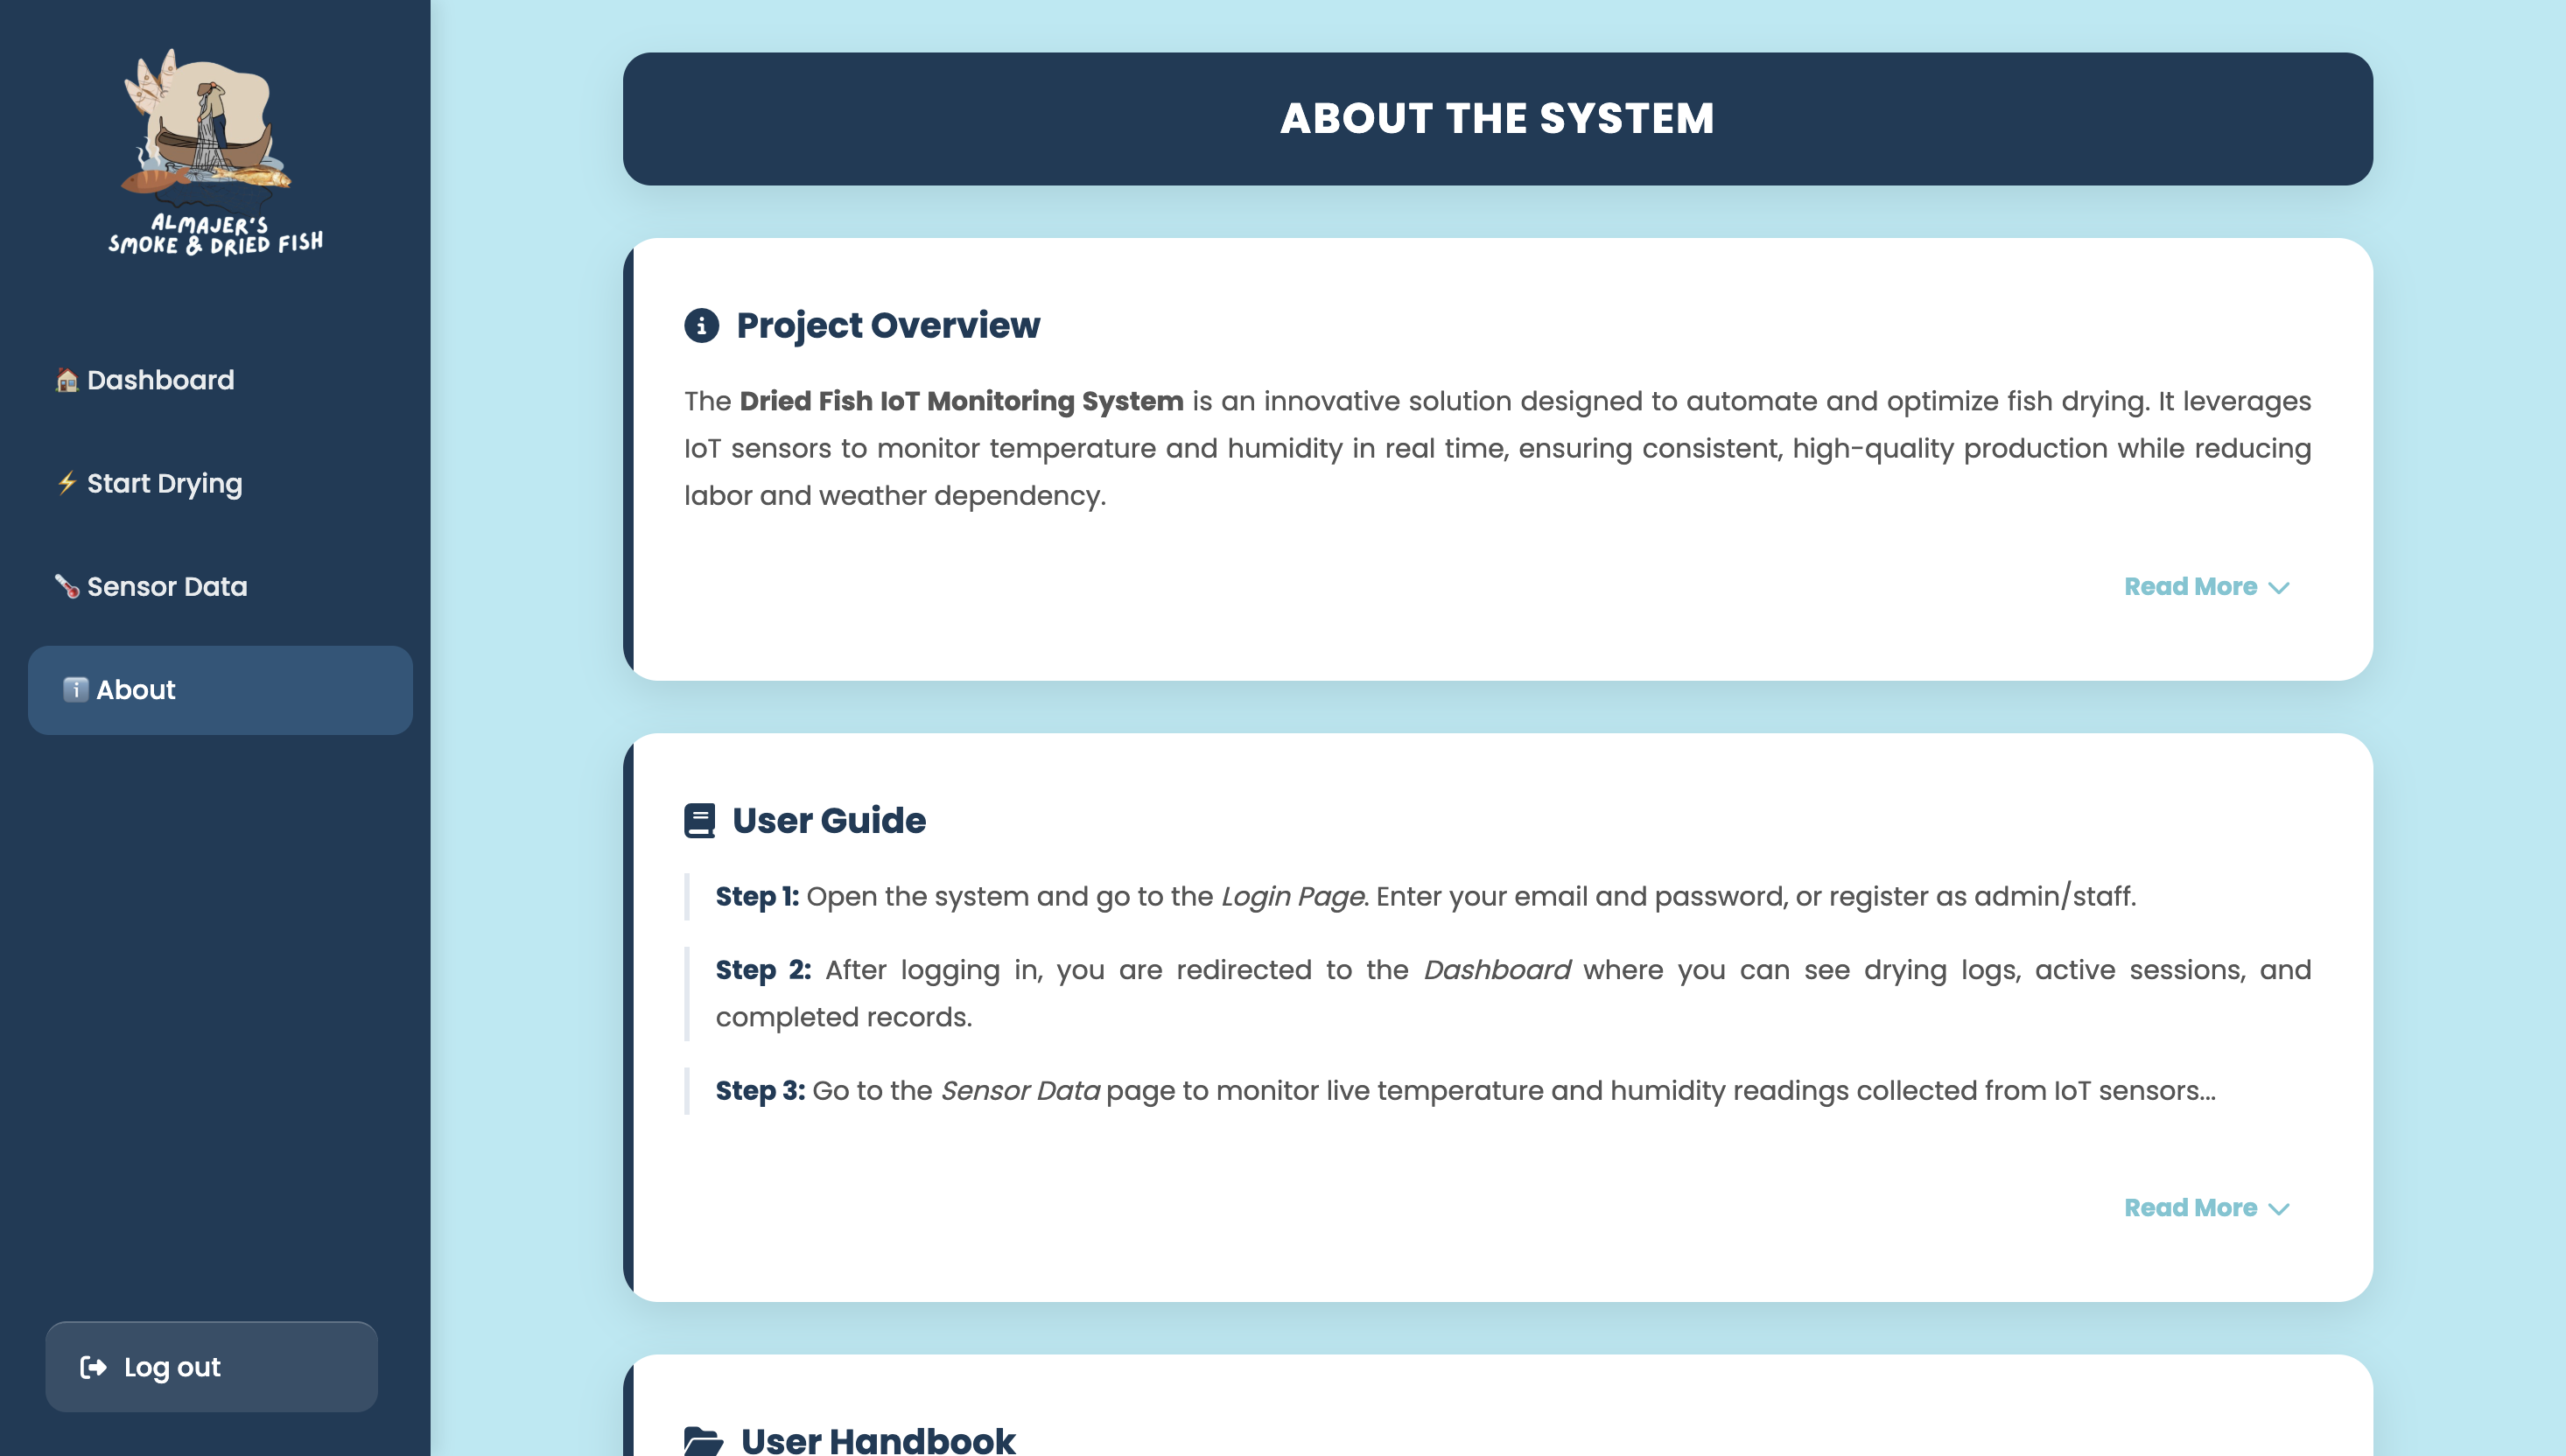 ALMAJER'S
SMOKE & DRIED FISH
Dashboard
Start Drying
Sensor Data
About
Log out
ABOUT THE SYSTEM
Project Overview
The Dried Fish IoT Monitoring System is an innovative solution designed to automate and optimize fish drying. It leverages
IoT sensors to monitor temperature and humidity in real time, ensuring consistent, high-quality production while reducing
labor and weather dependency.
Read More
User Guide
Step 1: Open the system and go to the Login Page. Enter your email and password, or register as admin/staff.
Step 2: After logging in, you are redirected to the Dashboard where you can see drying logs, active sessions, and
completed records.
Step 3: Go to the Sensor Data page to monitor live temperature and humidity readings collected from IoT sensors...
Read More
User Handbook